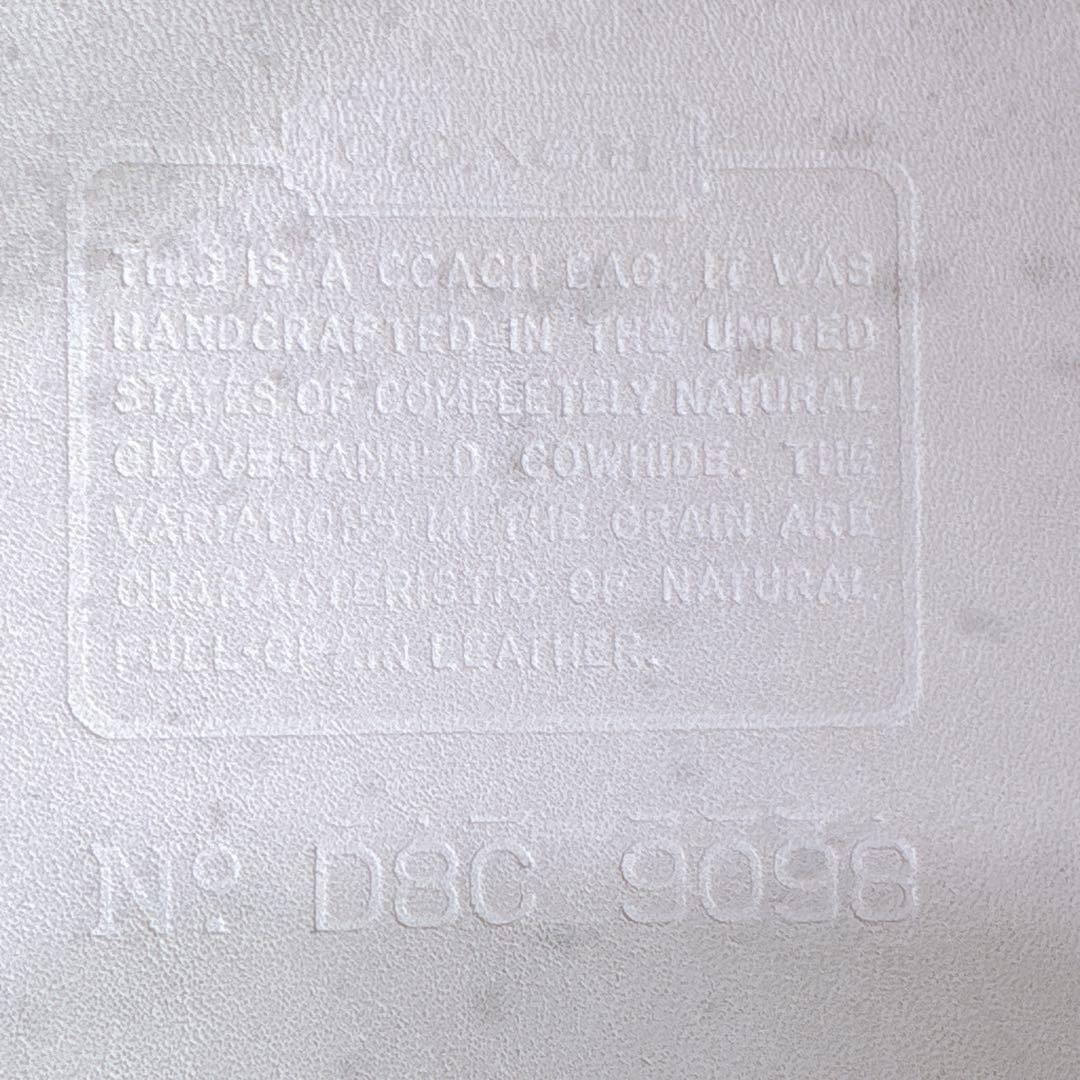 THIS IS A COACH BAG. IT WAS
HANDCRAFTED IN THE UNITED
STATES OF COMPLETELY NATURAL
GLOVE-TANNED COWHIDE. THE
VARIATIONS IN THE GRAIN ARE
CHARACTERISTIS OF NATURAL
FULL-GRAIN LEATHER.
Nº D8C 9098